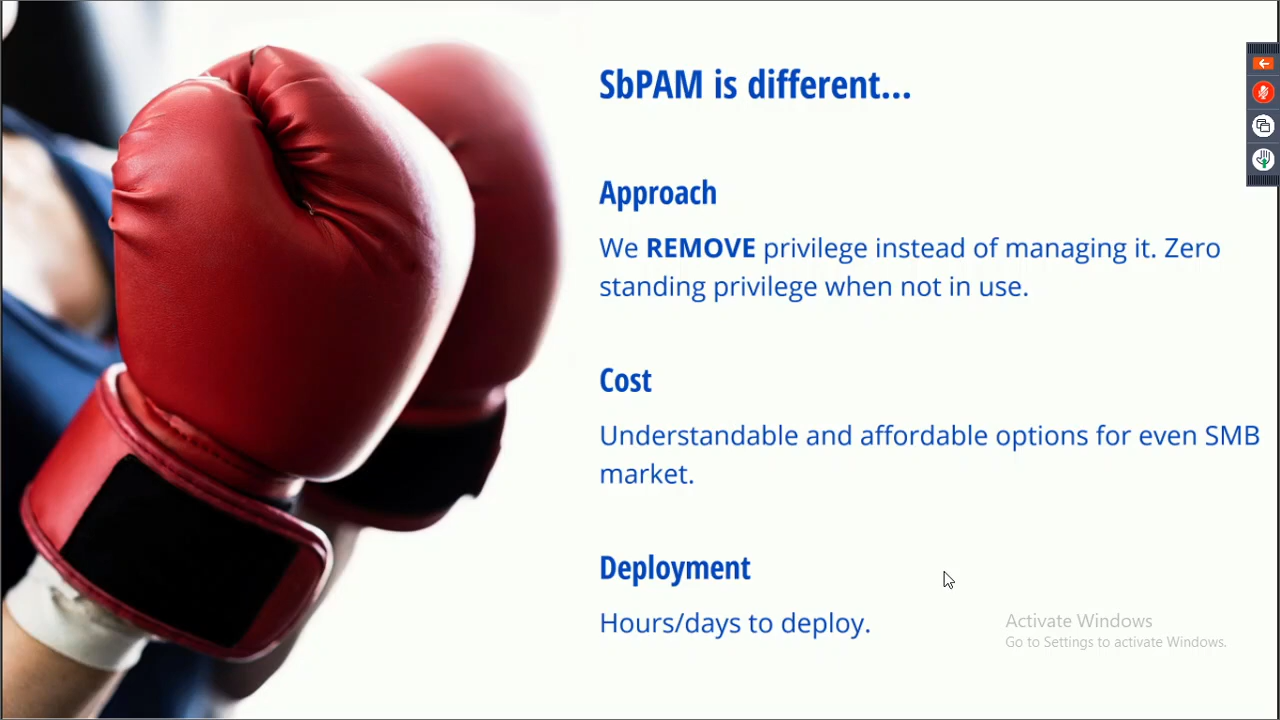 SbPAM is different...
Approach
We REMOVE privilege instead of managing it. Zero
standing privilege when not in use.
Cost
Understandable and affordable options for even SMB
market.
Deployment
Hours/days to deploy.
Activate Windows
Go to Settings to activate Windows.